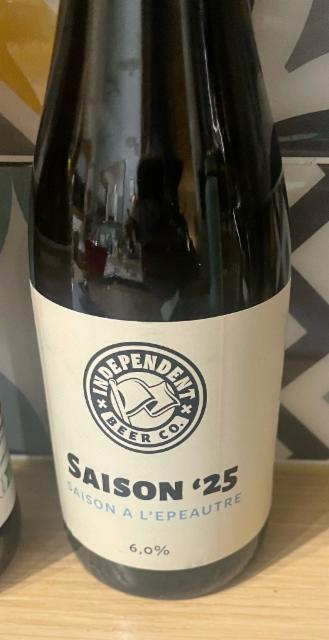 INDEPENDENT
BEER CO.
SAISON ‘25
SAISON A L'EPEAUTRE
6,0%